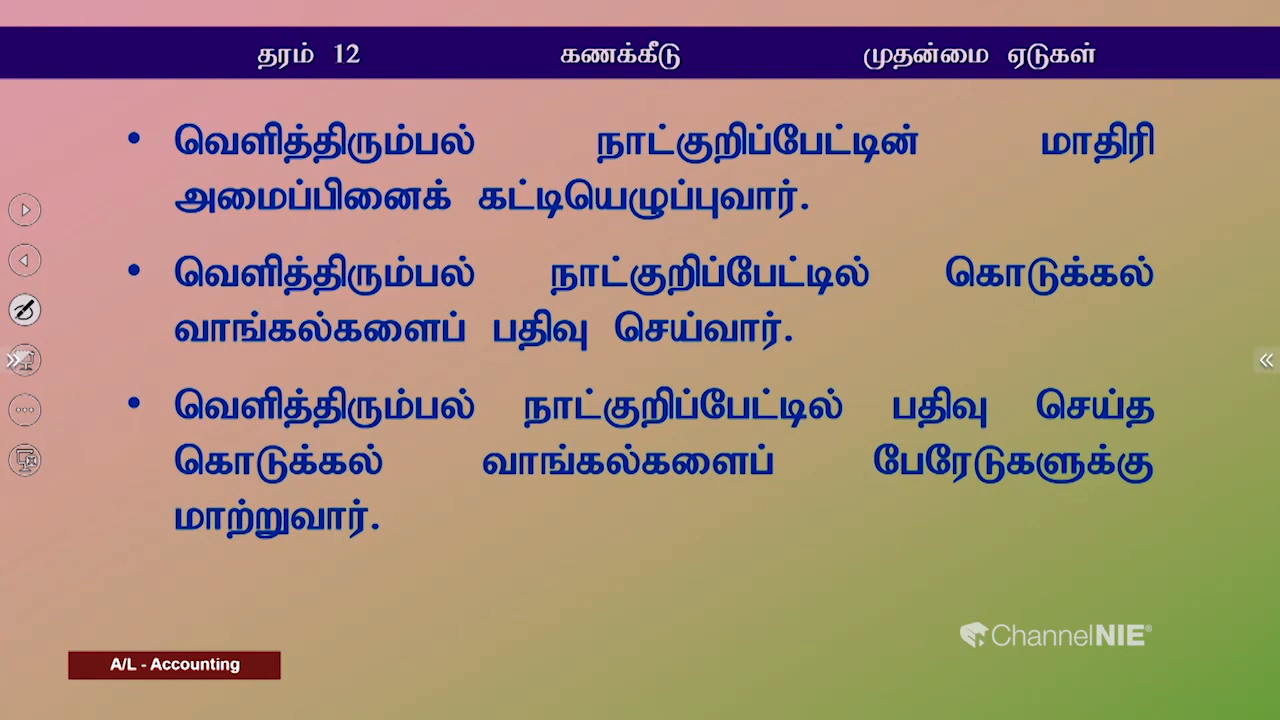 தரம் 12 கணக்கீடு முதன்மை ஏடுகள்
• வெளித்திரும்பல் நாட்குறிப்பேட்டின் மாதிரி
அமைப்பினைக் கட்டியெழுப்புவார்.
• வெளித்திரும்பல் நாட்குறிப்பேட்டில் கொடுக்கல்
வாங்கல்களைப் பதிவு செய்வார்.
• வெளித்திரும்பல் நாட்குறிப்பேட்டில் பதிவு செய்த
கொடுக்கல் வாங்கல்களைப் பேரேடுகளுக்கு
மாற்றுவார்.
ChannelNIE®
A/L - Accounting